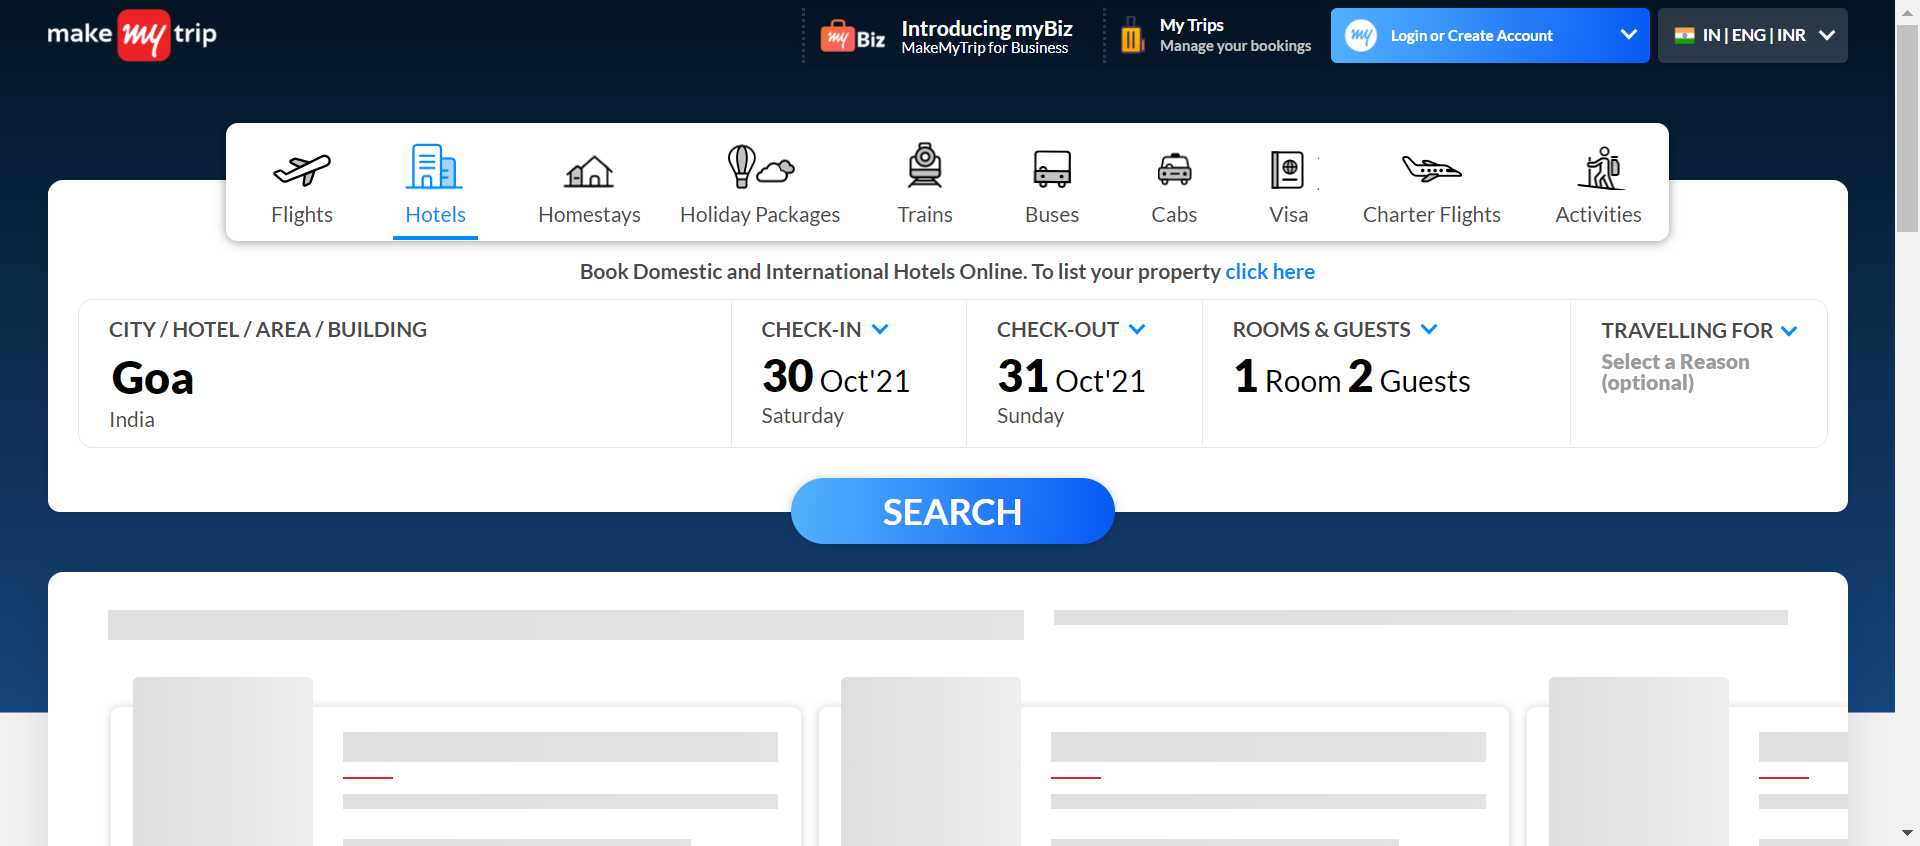 make my trip
my Biz
Introducing myBiz
MakeMyTrip for Business
My Trips
Manage your bookings
my
Login or Create Account
IN | ENG | INR
Flights
Hotels
Homestays
Holiday Packages
Trains
Buses
Cabs
Visa
Charter Flights
Activities
Book Domestic and International Hotels Online. To list your property click here
CITY / HOTEL / AREA / BUILDING
Goa
India
CHECK-IN
30 Oct'21
Saturday
CHECK-OUT
31 Oct'21
Sunday
ROOMS & GUESTS
1 Room 2 Guests
TRAVELLING FOR
Select a Reason
(optional)
SEARCH